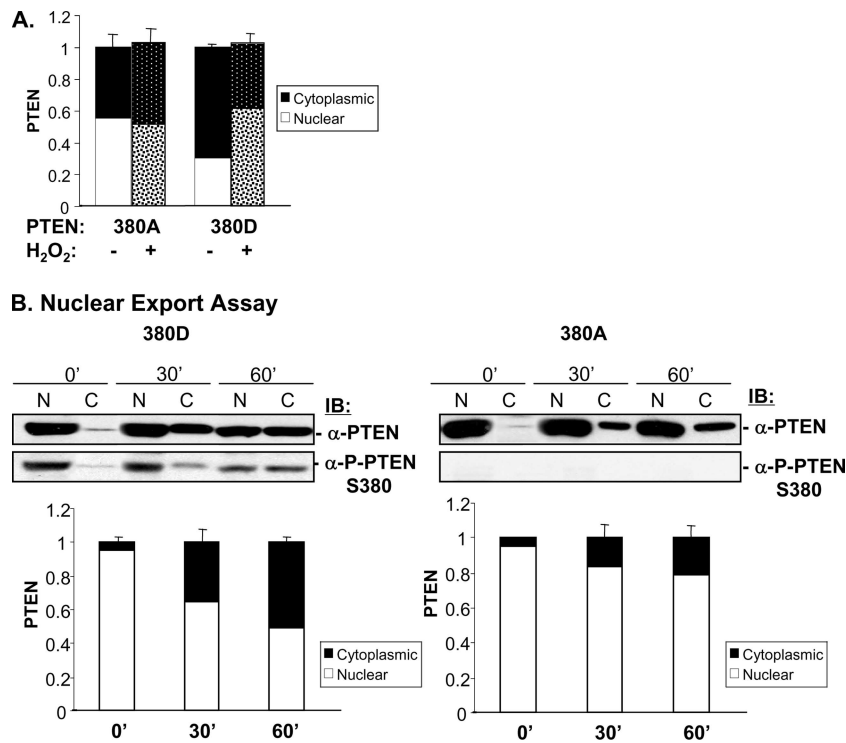 A.
1.2
1
0.8
0.6
0.4
0.2
0
PTEN
Cytoplasmic
Nuclear
PTEN: 380A 380D
H₂O₂: - + - +
B. Nuclear Export Assay
380D
0’ 30’ 60’
N C N C N C IB:
- α-PTEN
- α-P-PTEN
S380
1.2
1
0.8
0.6
0.4
0.2
0
PTEN
Cytoplasmic
Nuclear
0’ 30’ 60’
380A
0’ 30’ 60’
N C N C N C IB:
- α-PTEN
- α-P-PTEN
S380
1.2
1
0.8
0.6
0.4
0.2
0
PTEN
Cytoplasmic
Nuclear
0’ 30’ 60’